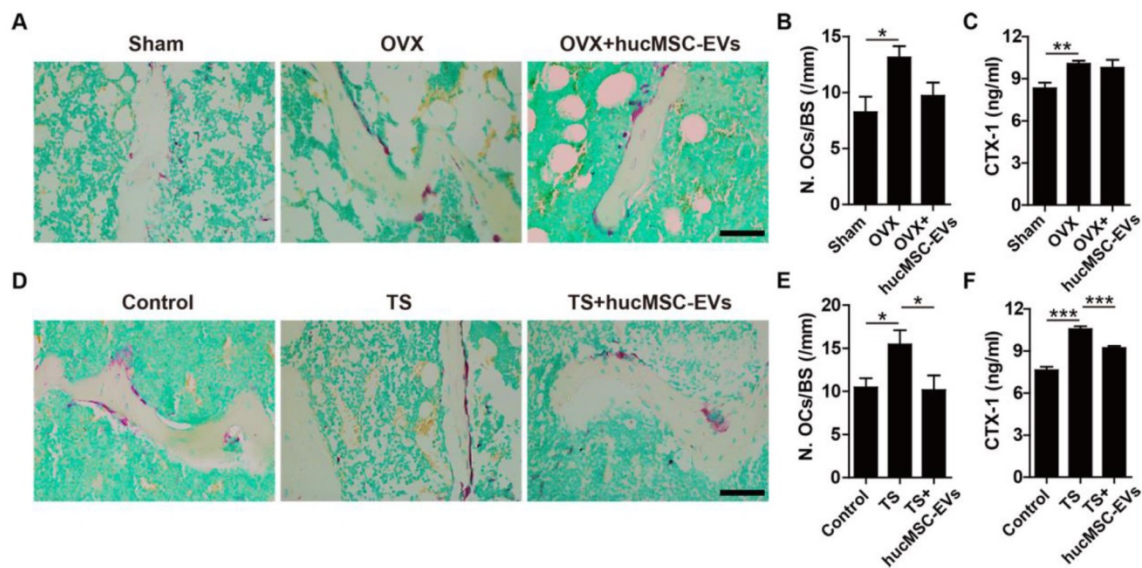 A
Sham
OVX
OVX+hucMSC-EVs
B
N. OCs/BS (/mm)
15
10
5
0
*
Sham
OVX
OVX+
hucMSC-EVs
C
CTX-1 (ng/ml)
12
9
6
3
0
**
Sham
OVX
OVX+
hucMSC-EVs
D
Control
TS
TS+hucMSC-EVs
E
N. OCs/BS (/mm)
20
15
10
5
0
*
*
Control
TS
TS+
hucMSC-EVs
F
CTX-1 (ng/ml)
12
9
6
3
0
***
***
Control
TS
TS+
hucMSC-EVs